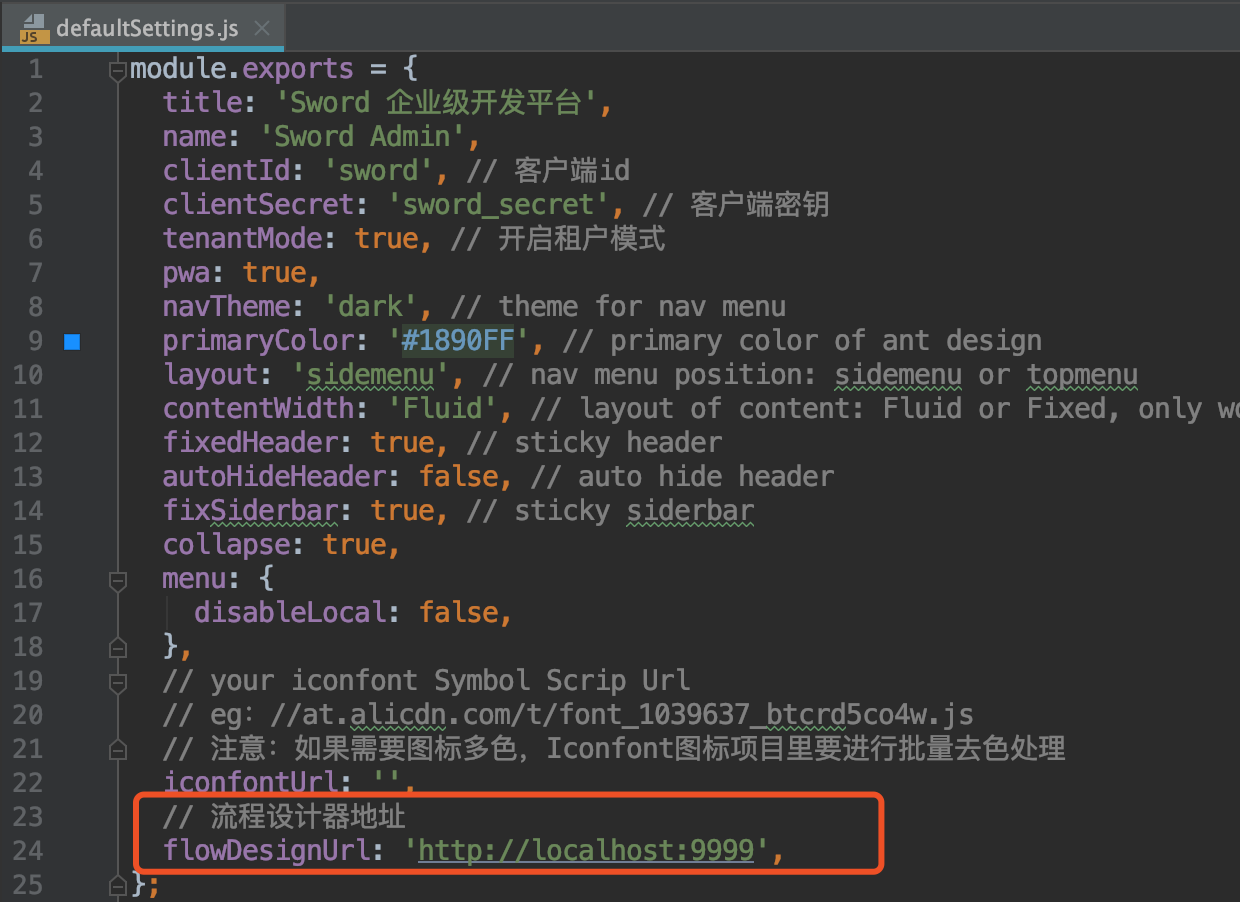 JS defaultSettings.js
1 module.exports = {
2 title: 'Sword 企业级开发平台',
3 name: 'Sword Admin',
4 clientId: 'sword', // 客户端id
5 clientSecret: 'sword_secret', // 客户端密钥
6 tenantMode: true, // 开启租户模式
7 pwa: true,
8 navTheme: 'dark', // theme for nav menu
9 primaryColor: '#1890FF', // primary color of ant design
10 layout: 'sidemenu', // nav menu position: sidemenu or topmenu
11 contentWidth: 'Fluid', // layout of content: Fluid or Fixed, only
12 fixedHeader: true, // sticky header
13 autoHideHeader: false, // auto hide header
14 fixSiderbar: true, // sticky siderbar
15 collapse: true,
16 menu: {
17 disableLocal: false,
18 },
19 // your iconfont Symbol Scrip Url
20 // eg: //at.alicdn.com/t/font_1039637_btcrd5co4w.js
21 // 注意：如果需要图标多色，Iconfont图标项目里要进行批量去色处理
22 iconfontUrl: '',
23 // 流程设计器地址
24 flowDesignUrl: 'http://localhost:9999',
25 };